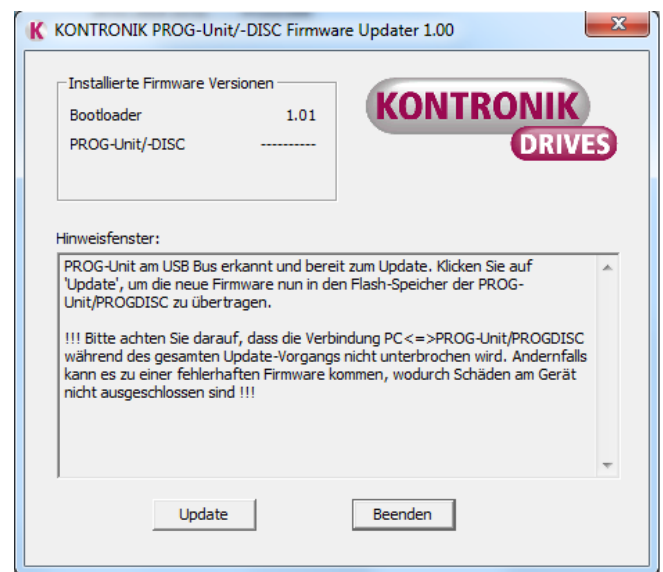 KONTRONIK PROG-Unit/-DISC Firmware Updater 1.00
Installierte Firmware Versionen
Bootloader 1.01
PROG-Unit/-DISC ----------
KONTRONIK
DRIVES
Hinweisfenster:
PROG-Unit am USB Bus erkannt und bereit zum Update. Klicken Sie auf
'Update', um die neue Firmware nun in den Flash-Speicher der PROG-
Unit/PROGDISC zu übertragen.
!!! Bitte achten Sie darauf, dass die Verbindung PC<=>PROG-Unit/PROGDISC
während des gesamten Update-Vorgangs nicht unterbrochen wird. Andernfalls
kann es zu einer fehlerhaften Firmware kommen, wodurch Schäden am Gerät
nicht ausgeschlossen sind !!!
Update
Beenden